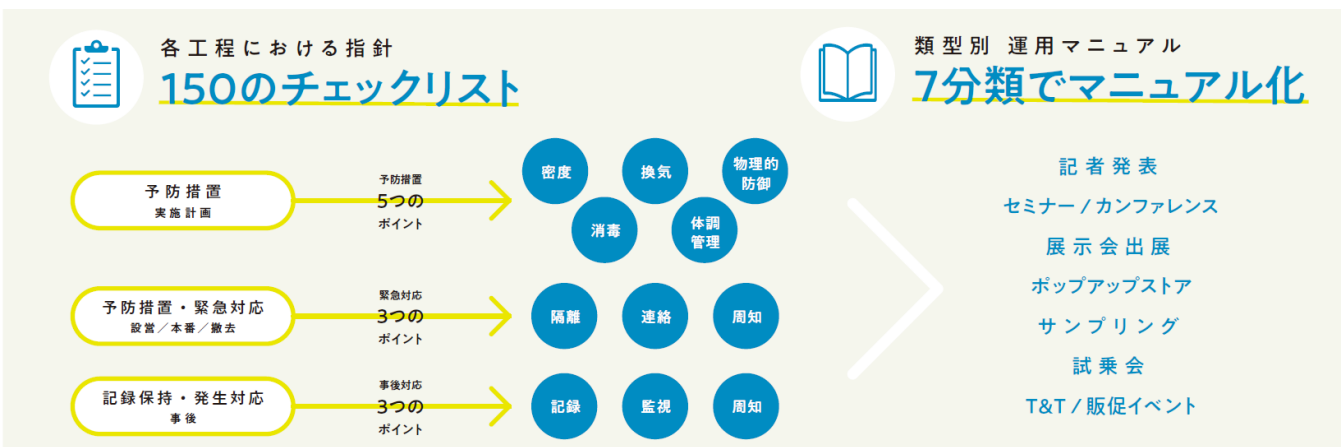 各工程における指針
150のチェックリスト
類型別 運用マニュアル
7分類でマニュアル化
予防措置
実施計画
予防措置
5つの
ポイント
密度
換気
物理的
防御
消毒
体調
管理
予防措置・緊急対応
設営／本番／撤去
緊急対応
3つの
ポイント
隔離
連絡
周知
記録保持・発生対応
事後
事後対応
3つの
ポイント
記録
監視
周知
記者発表
セミナー / カンファレンス
展示会出展
ポップアップストア
サンプリング
試乗会
T&T / 販促イベント